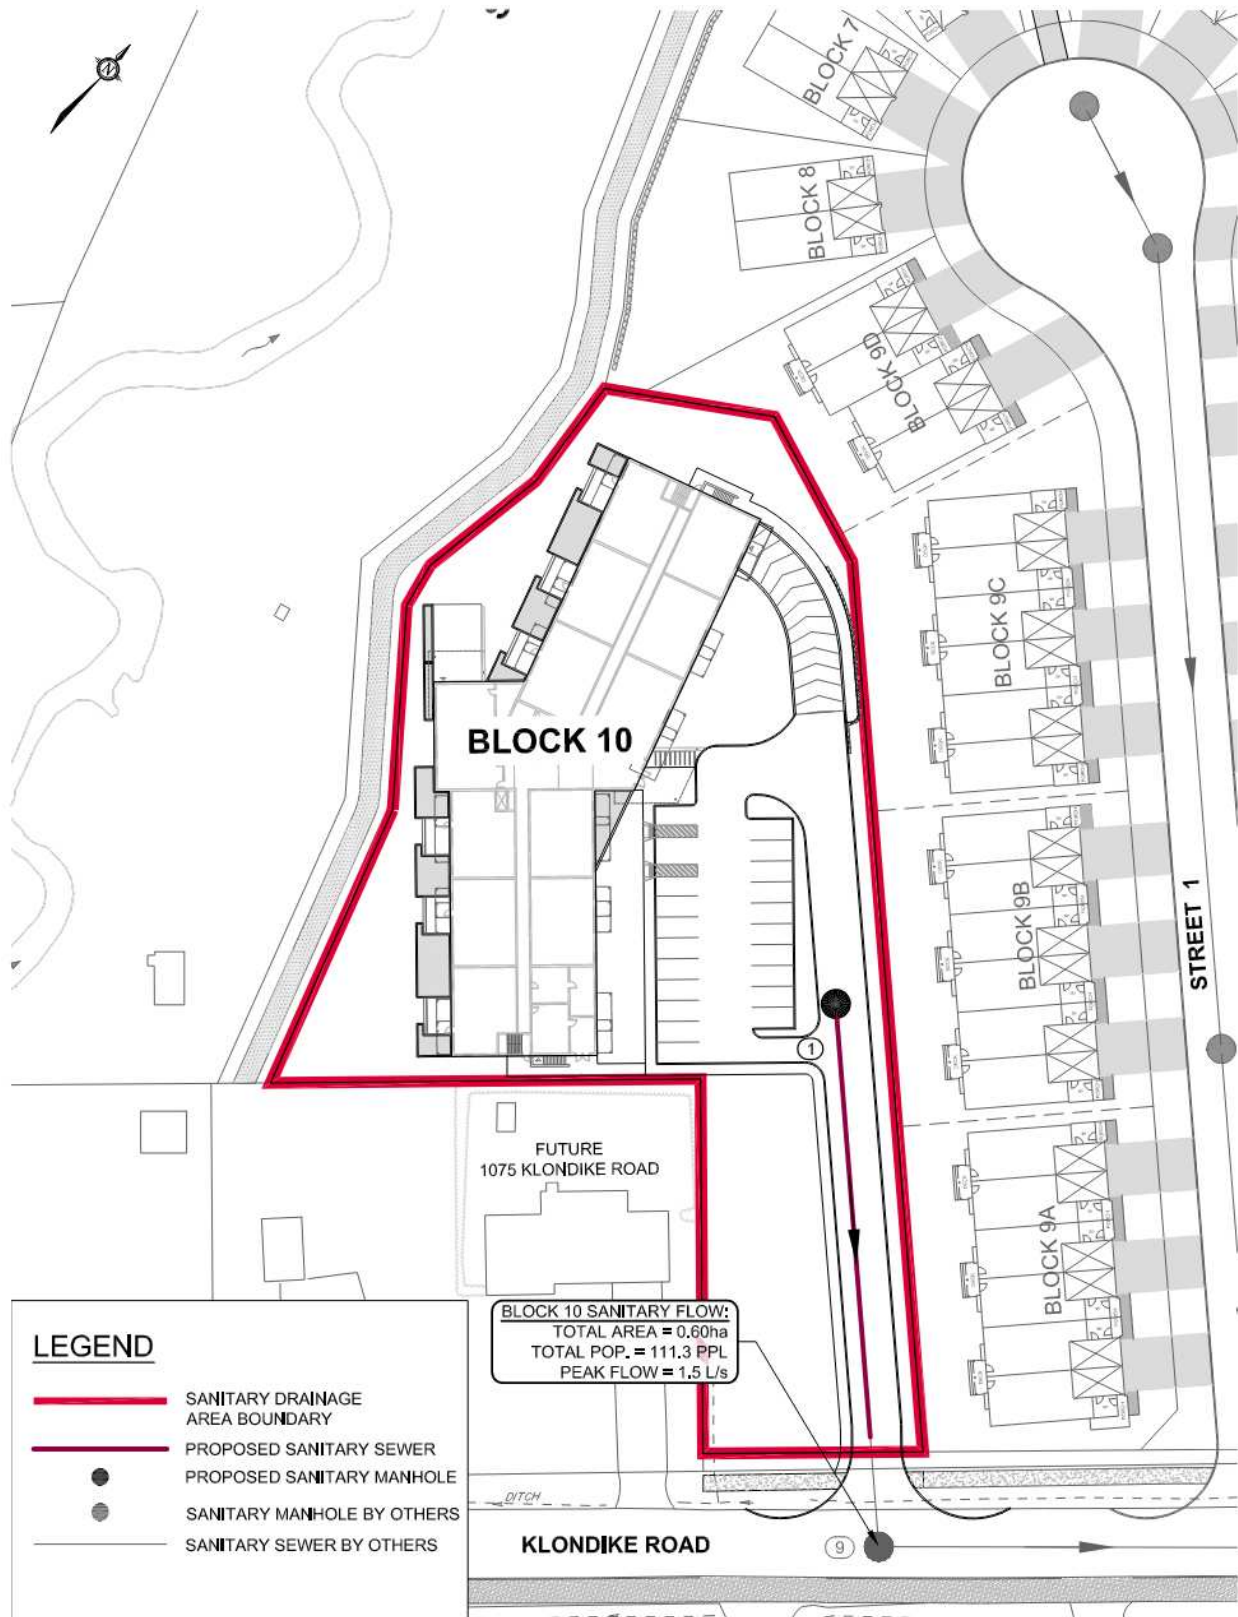 N
BLOCK 7
BLOCK 8
BLOCK 9D
BLOCK 9C
BLOCK 10
BLOCK 9B
STREET 1
1
FUTURE
1075 KLONDIKE ROAD
BLOCK 9A
BLOCK 10 SANITARY FLOW:
TOTAL AREA = 0.60ha
TOTAL POP. = 111.3 PPL
PEAK FLOW = 1.5 L/s
LEGEND
SANITARY DRAINAGE
AREA BOUNDARY
PROPOSED SANITARY SEWER
PROPOSED SANITARY MANHOLE
SANITARY MANHOLE BY OTHERS
SANITARY SEWER BY OTHERS
DITCH
KLONDIKE ROAD
9